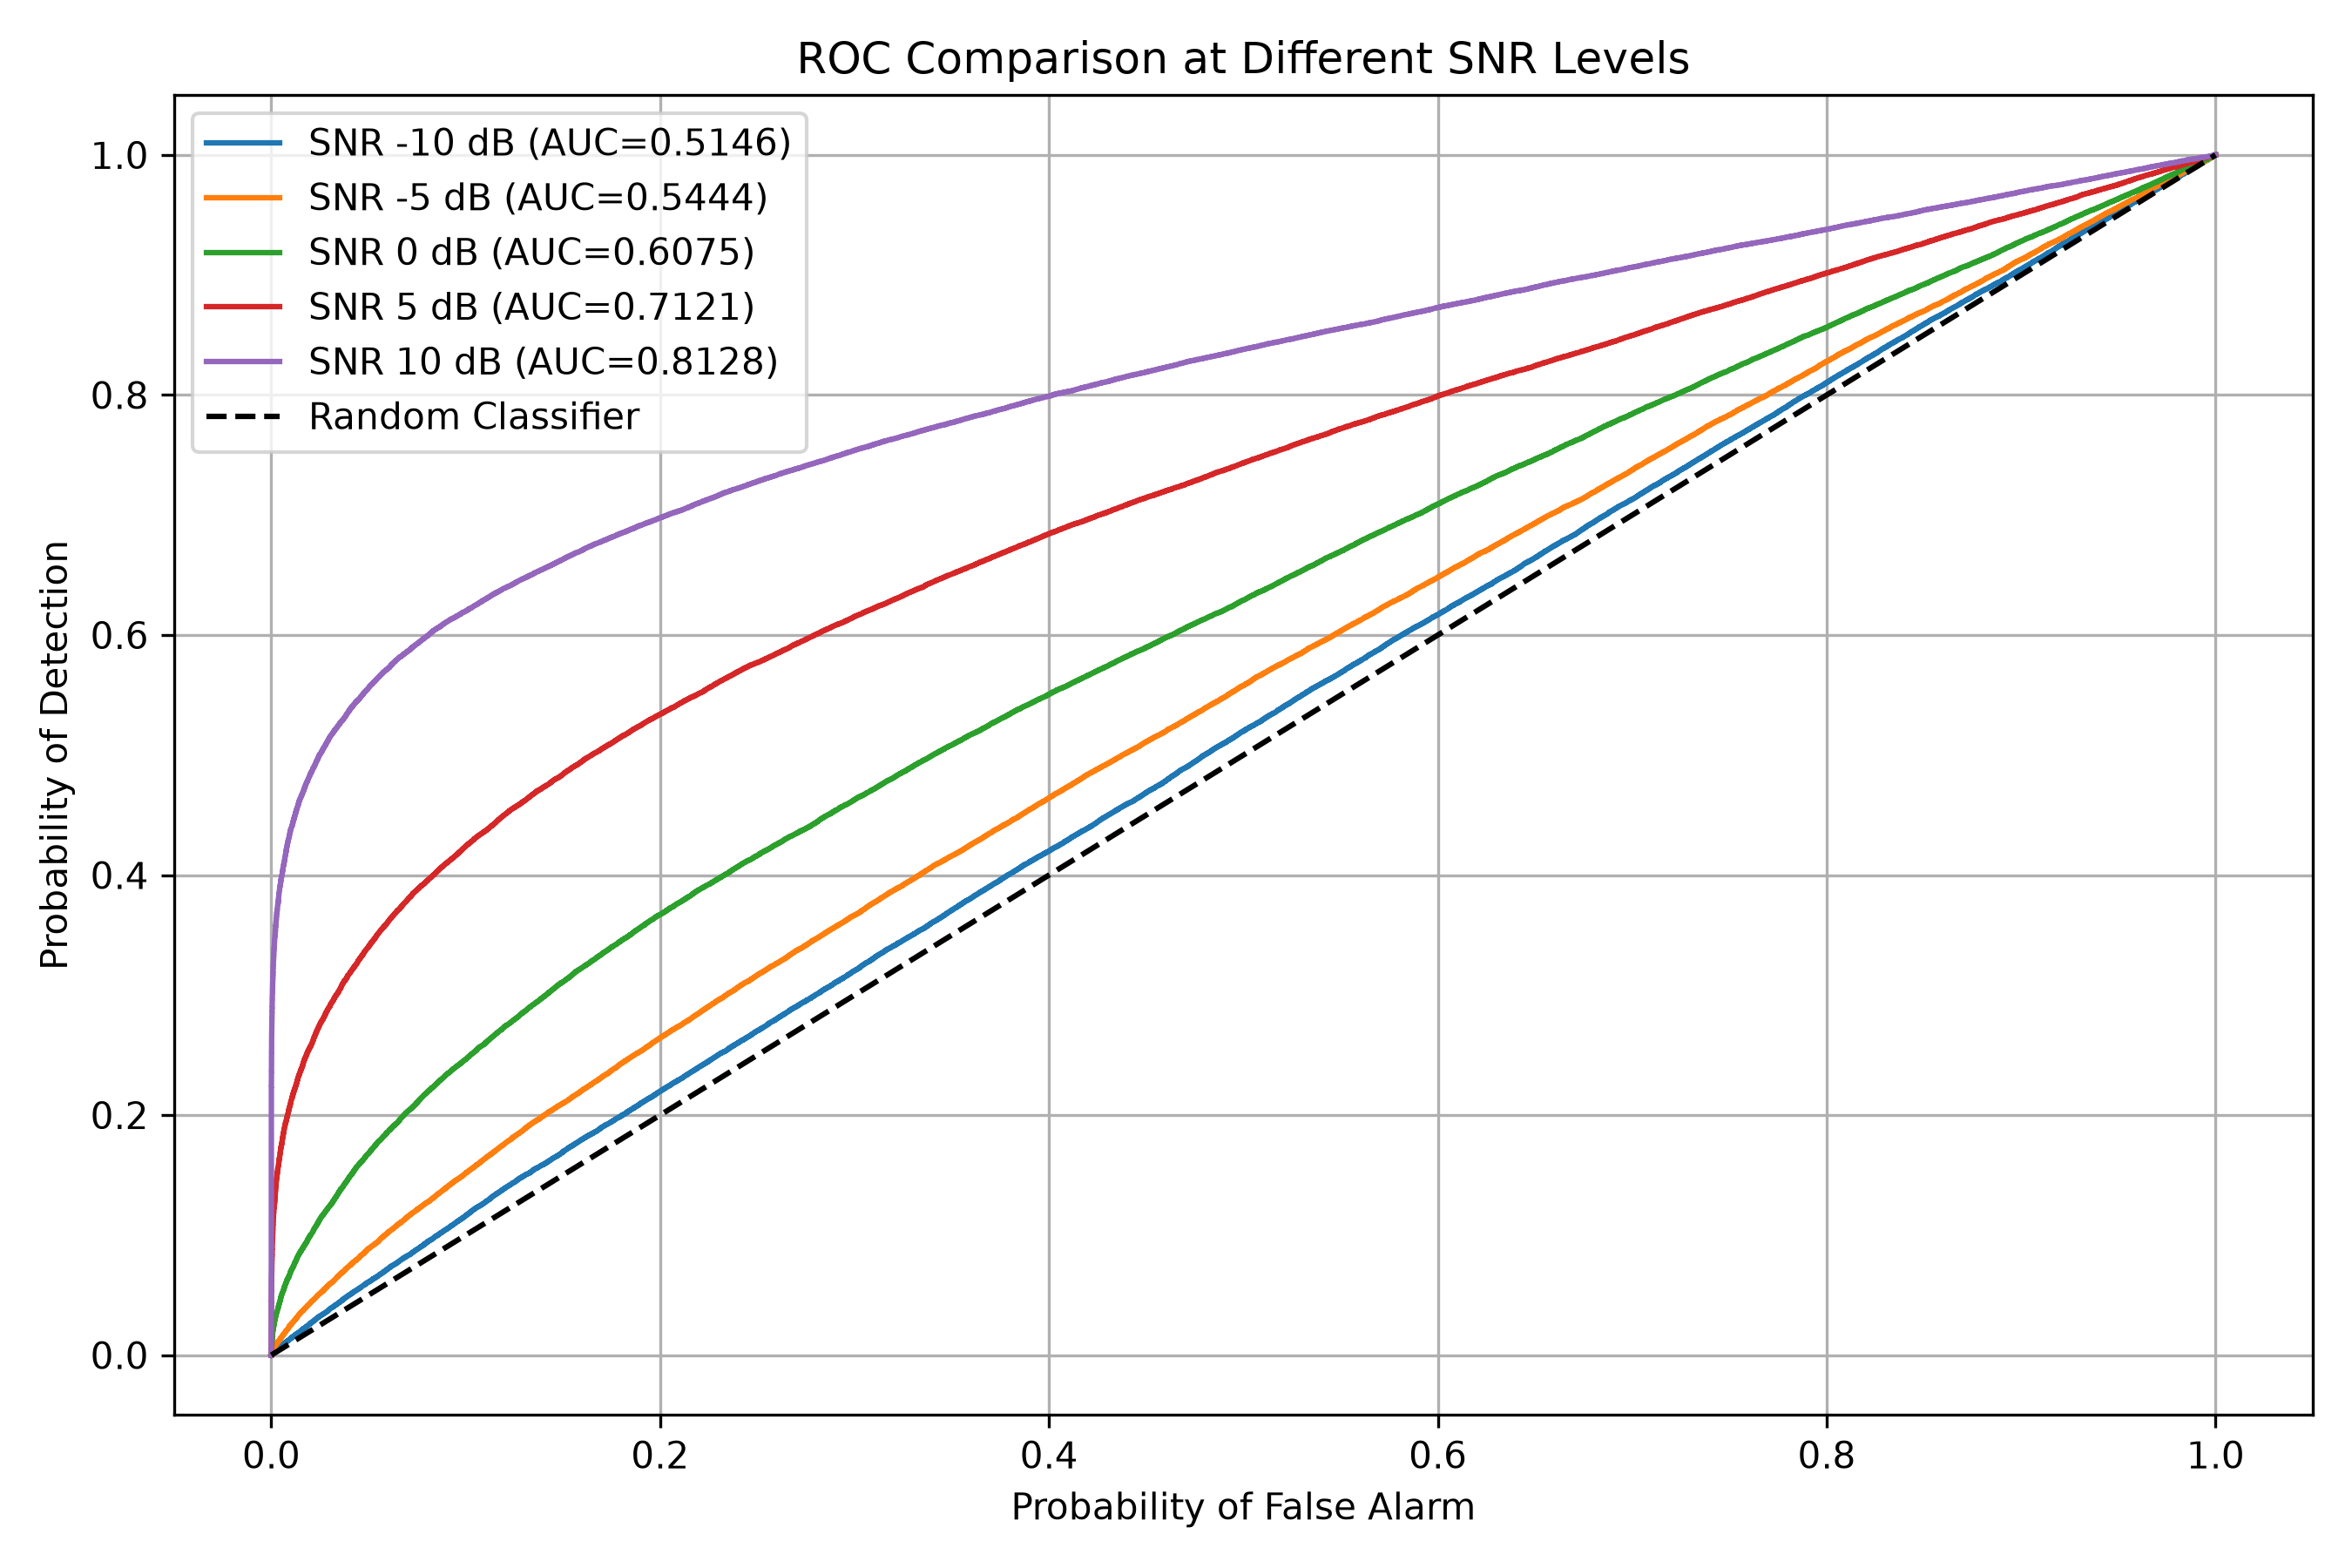 ROC Comparison at Different SNR Levels
SNR -10 dB (AUC=0.5146)
SNR -5 dB (AUC=0.5444)
SNR 0 dB (AUC=0.6075)
SNR 5 dB (AUC=0.7121)
SNR 10 dB (AUC=0.8128)
Random Classifier
Probability of Detection
1.0
0.8
0.6
0.4
0.2
0.0
0.0 0.2 0.4 0.6 0.8 1.0
Probability of False Alarm